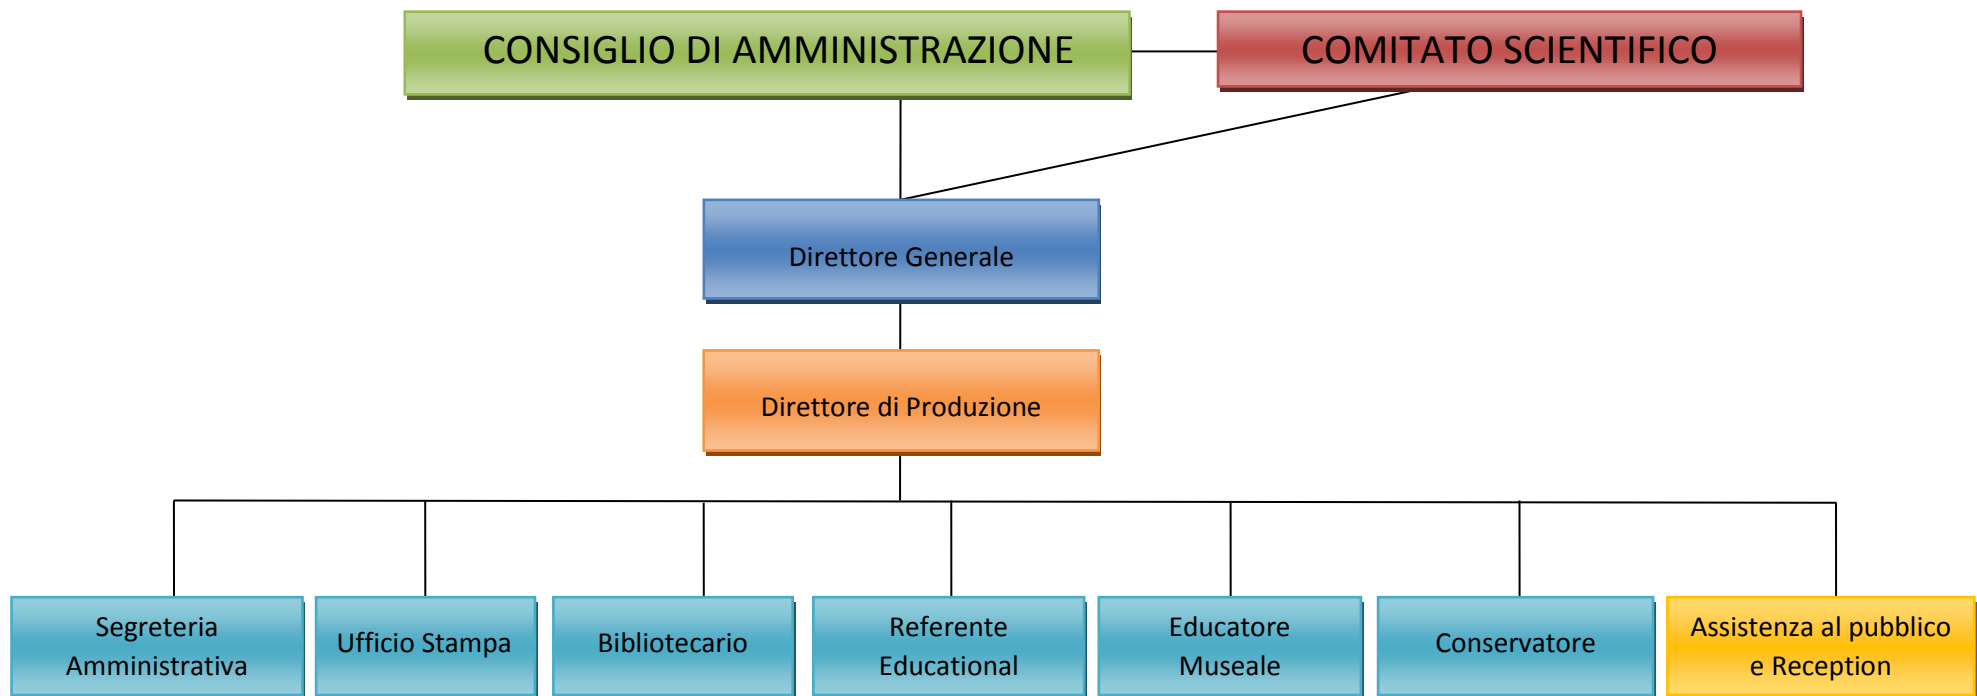 CONSIGLIO DI AMMINISTRAZIONE
COMITATO SCIENTIFICO
Direttore Generale
Direttore di Produzione
Segreteria
Amministrativa
Ufficio Stampa
Bibliotecario
Referente
Educational
Educatore
Museale
Conservatore
Assistenza al pubblico
e Reception